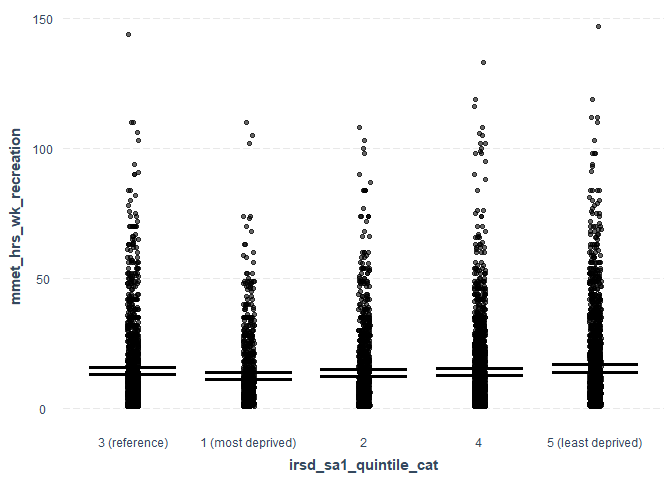 150
100
50
0
mmet_hrs_wk_recreation
3 (reference) 1 (most deprived) 2 4 5 (least deprived)
irsd_sa1_quintile_cat